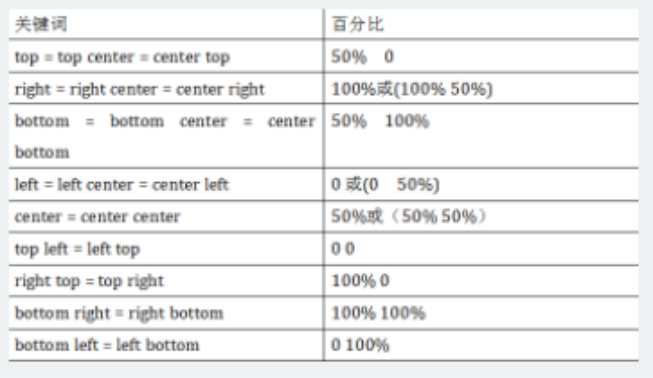 关键词 百分比
top = top center = center top 50% 0
right = right center = center right 100%或(100% 50%)
bottom = bottom center = center bottom 50% 100%
left = left center = center left 0 或(0 50%)
center = center center 50%或（50% 50%）
top left = left top 0 0
right top = top right 100% 0
bottom right = right bottom 100% 100%
bottom left = left bottom 0 100%